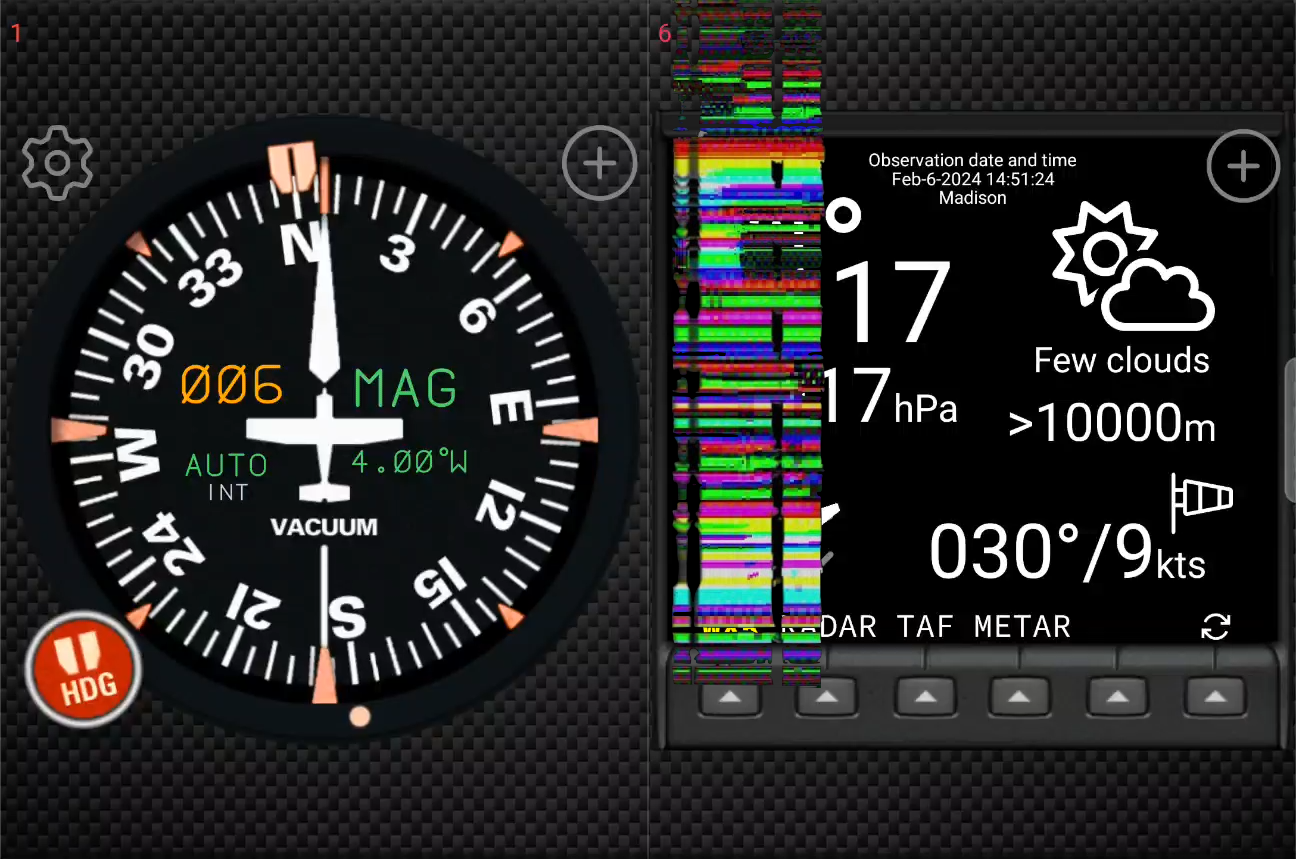 1
N
3
6
E
12
15
S
21
24
W
30
33
006
MAG
AUTO
INT
4.00°W
VACUUM
HDG
6
Observation date and time
Feb-6-2024 14:51:24
Madison
17
17hPa
Few clouds
>10000m
030°/9kts
TAF METAR